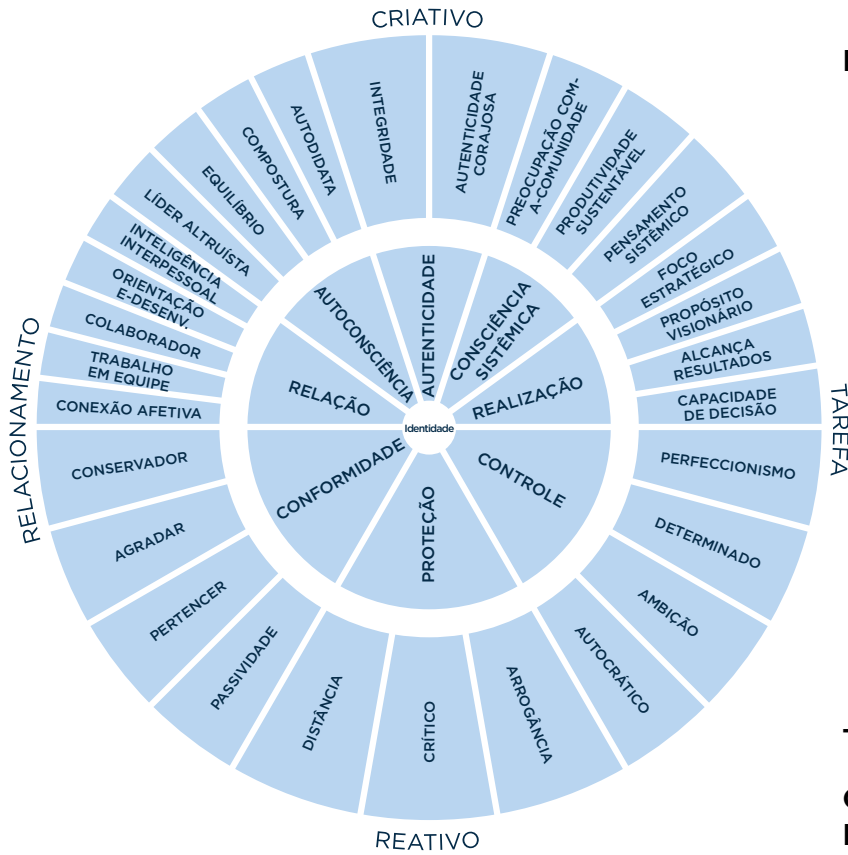 CRIATIVO
INTEGRIDADE
AUTENTICIDADE
CORAJOSA
PREOCUPAÇÃO COM-
A-COMUNIDADE
PRODUTIVIDADE
SUSTENTÁVEL
PENSAMENTO
SISTÊMICO
FOCO
ESTRATÉGICO
PROPÓSITO
VISIONÁRIO
ALCANÇA
RESULTADOS
CAPACIDADE
DE DECISÃO
TAREFA
PERFECCIONISMO
DETERMINADO
AMBIÇÃO
AUTOCRÁTICO
ARROGÂNCIA
CRÍTICO
DISTÂNCIA
PASSIVIDADE
PERTENCER
AGRADAR
CONSERVADOR
RELACIONAMENTO
CONEXÃO AFETIVA
TRABALHO
EM EQUIPE
COLABORADOR
ORIENTAÇÃO
E-DESENV.
INTELIGÊNCIA
INTERPESSOAL
LÍDER ALTRUÍSTA
EQUILÍBRIO
COMPOSTURA
AUTODIDATA
RELAÇÃO
AUTOCONSCIÊNCIA
AUTENTICIDADE
CONSCIÊNCIA
SISTÊMICA
REALIZAÇÃO
Identidade
CONFORMIDADE
PROTEÇÃO
CONTROLE
REATIVO